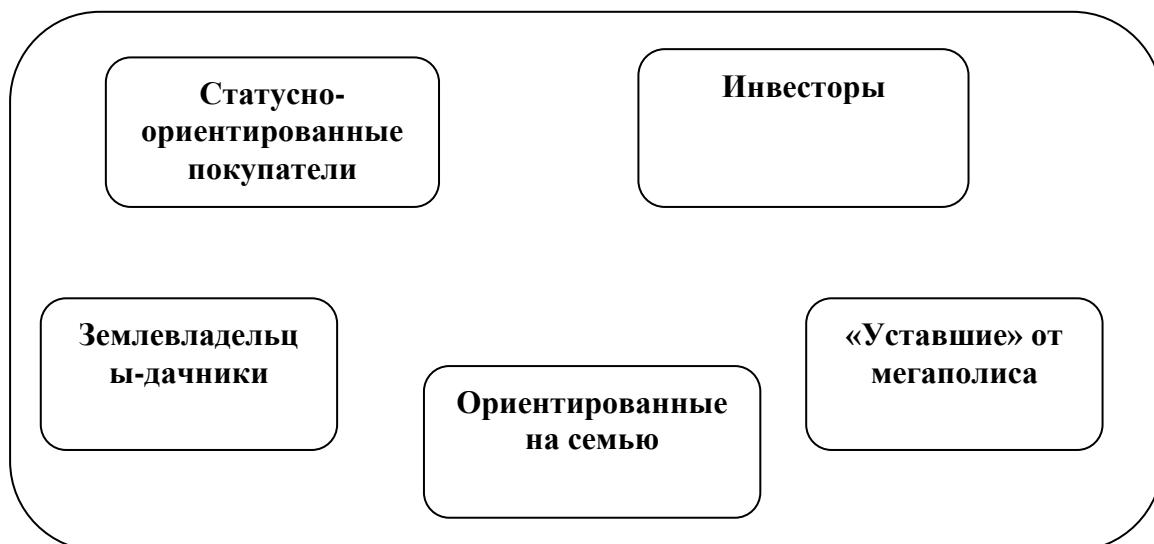 Статусно-
ориентированные
покупатели
Инвесторы
Землевладельц
ы-дачники
«Уставшие» от
мегаполиса
Ориентированные
на семью